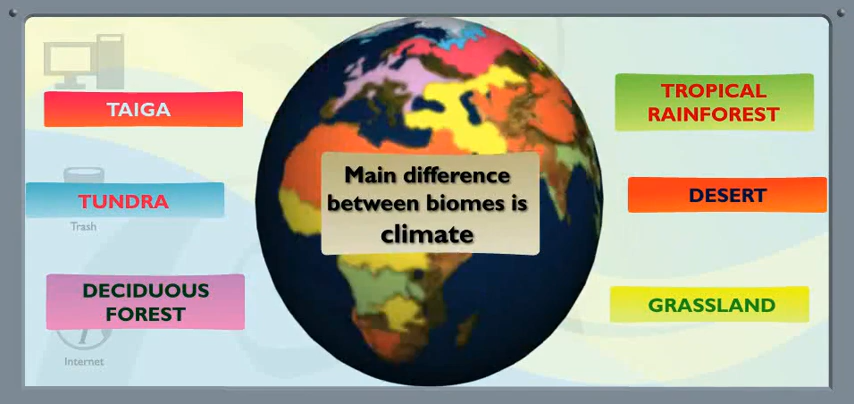 TAIGA
TROPICAL
RAINFOREST
Main difference
between biomes is
climate
TUNDRA
DESERT
Trash
DECIDUOUS
FOREST
GRASSLAND
Internet